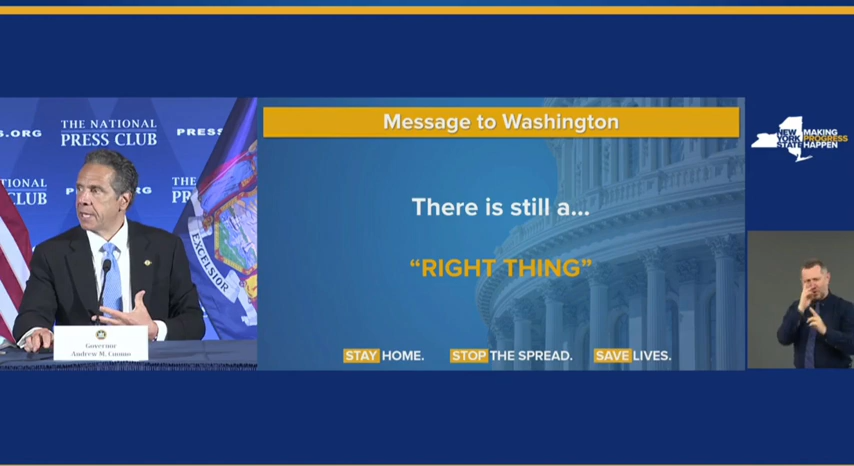 Message to Washington
There is still a...
“RIGHT THING”
STAY HOME. STOP THE SPREAD. SAVE LIVES.
S.ORG
THE NATIONAL
PRESS CLUB
PRESS
TIONAL
CLUB
EXCELSIOR
Governor
Andrew M. Cuomo
NEW
YORK
STATE
MAKING
PROGRESS
HAPPEN